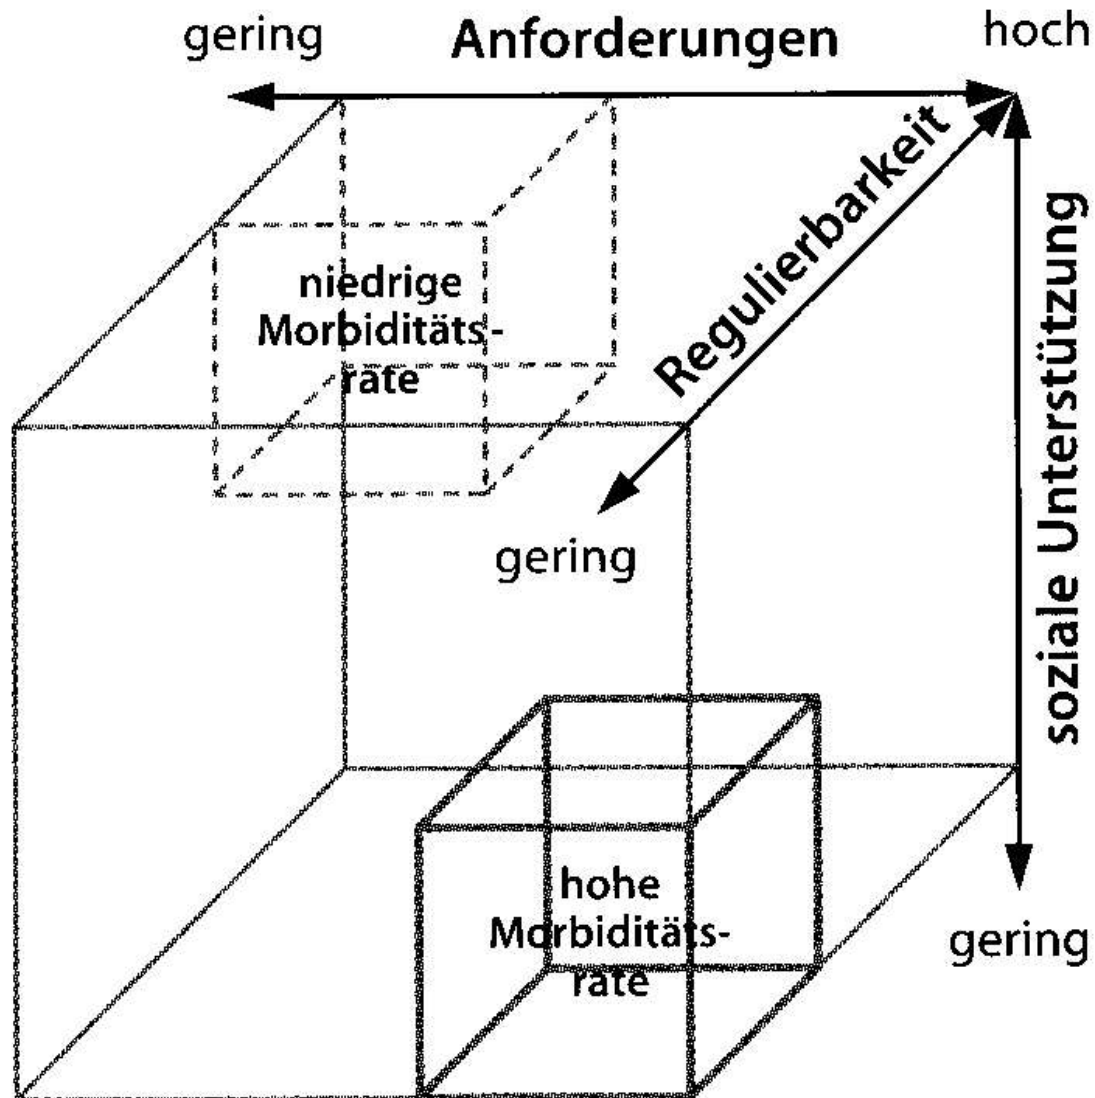 gering
Anforderungen
hoch
Regulierbarkeit
soziale Unterstützung
niedrige
Morbiditäts-
rate
gering
hohe
Morbiditäts-
rate
gering